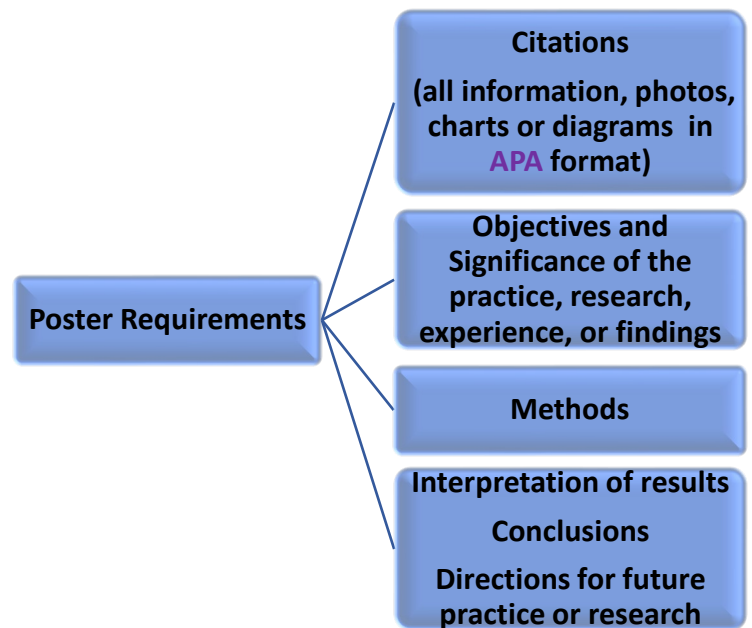 Citations
(all information, photos,
charts or diagrams in
APA format)
Objectives and
Significance of the
practice, research,
experience, or findings
Poster Requirements
Methods
Interpretation of results
Conclusions
Directions for future
practice or research